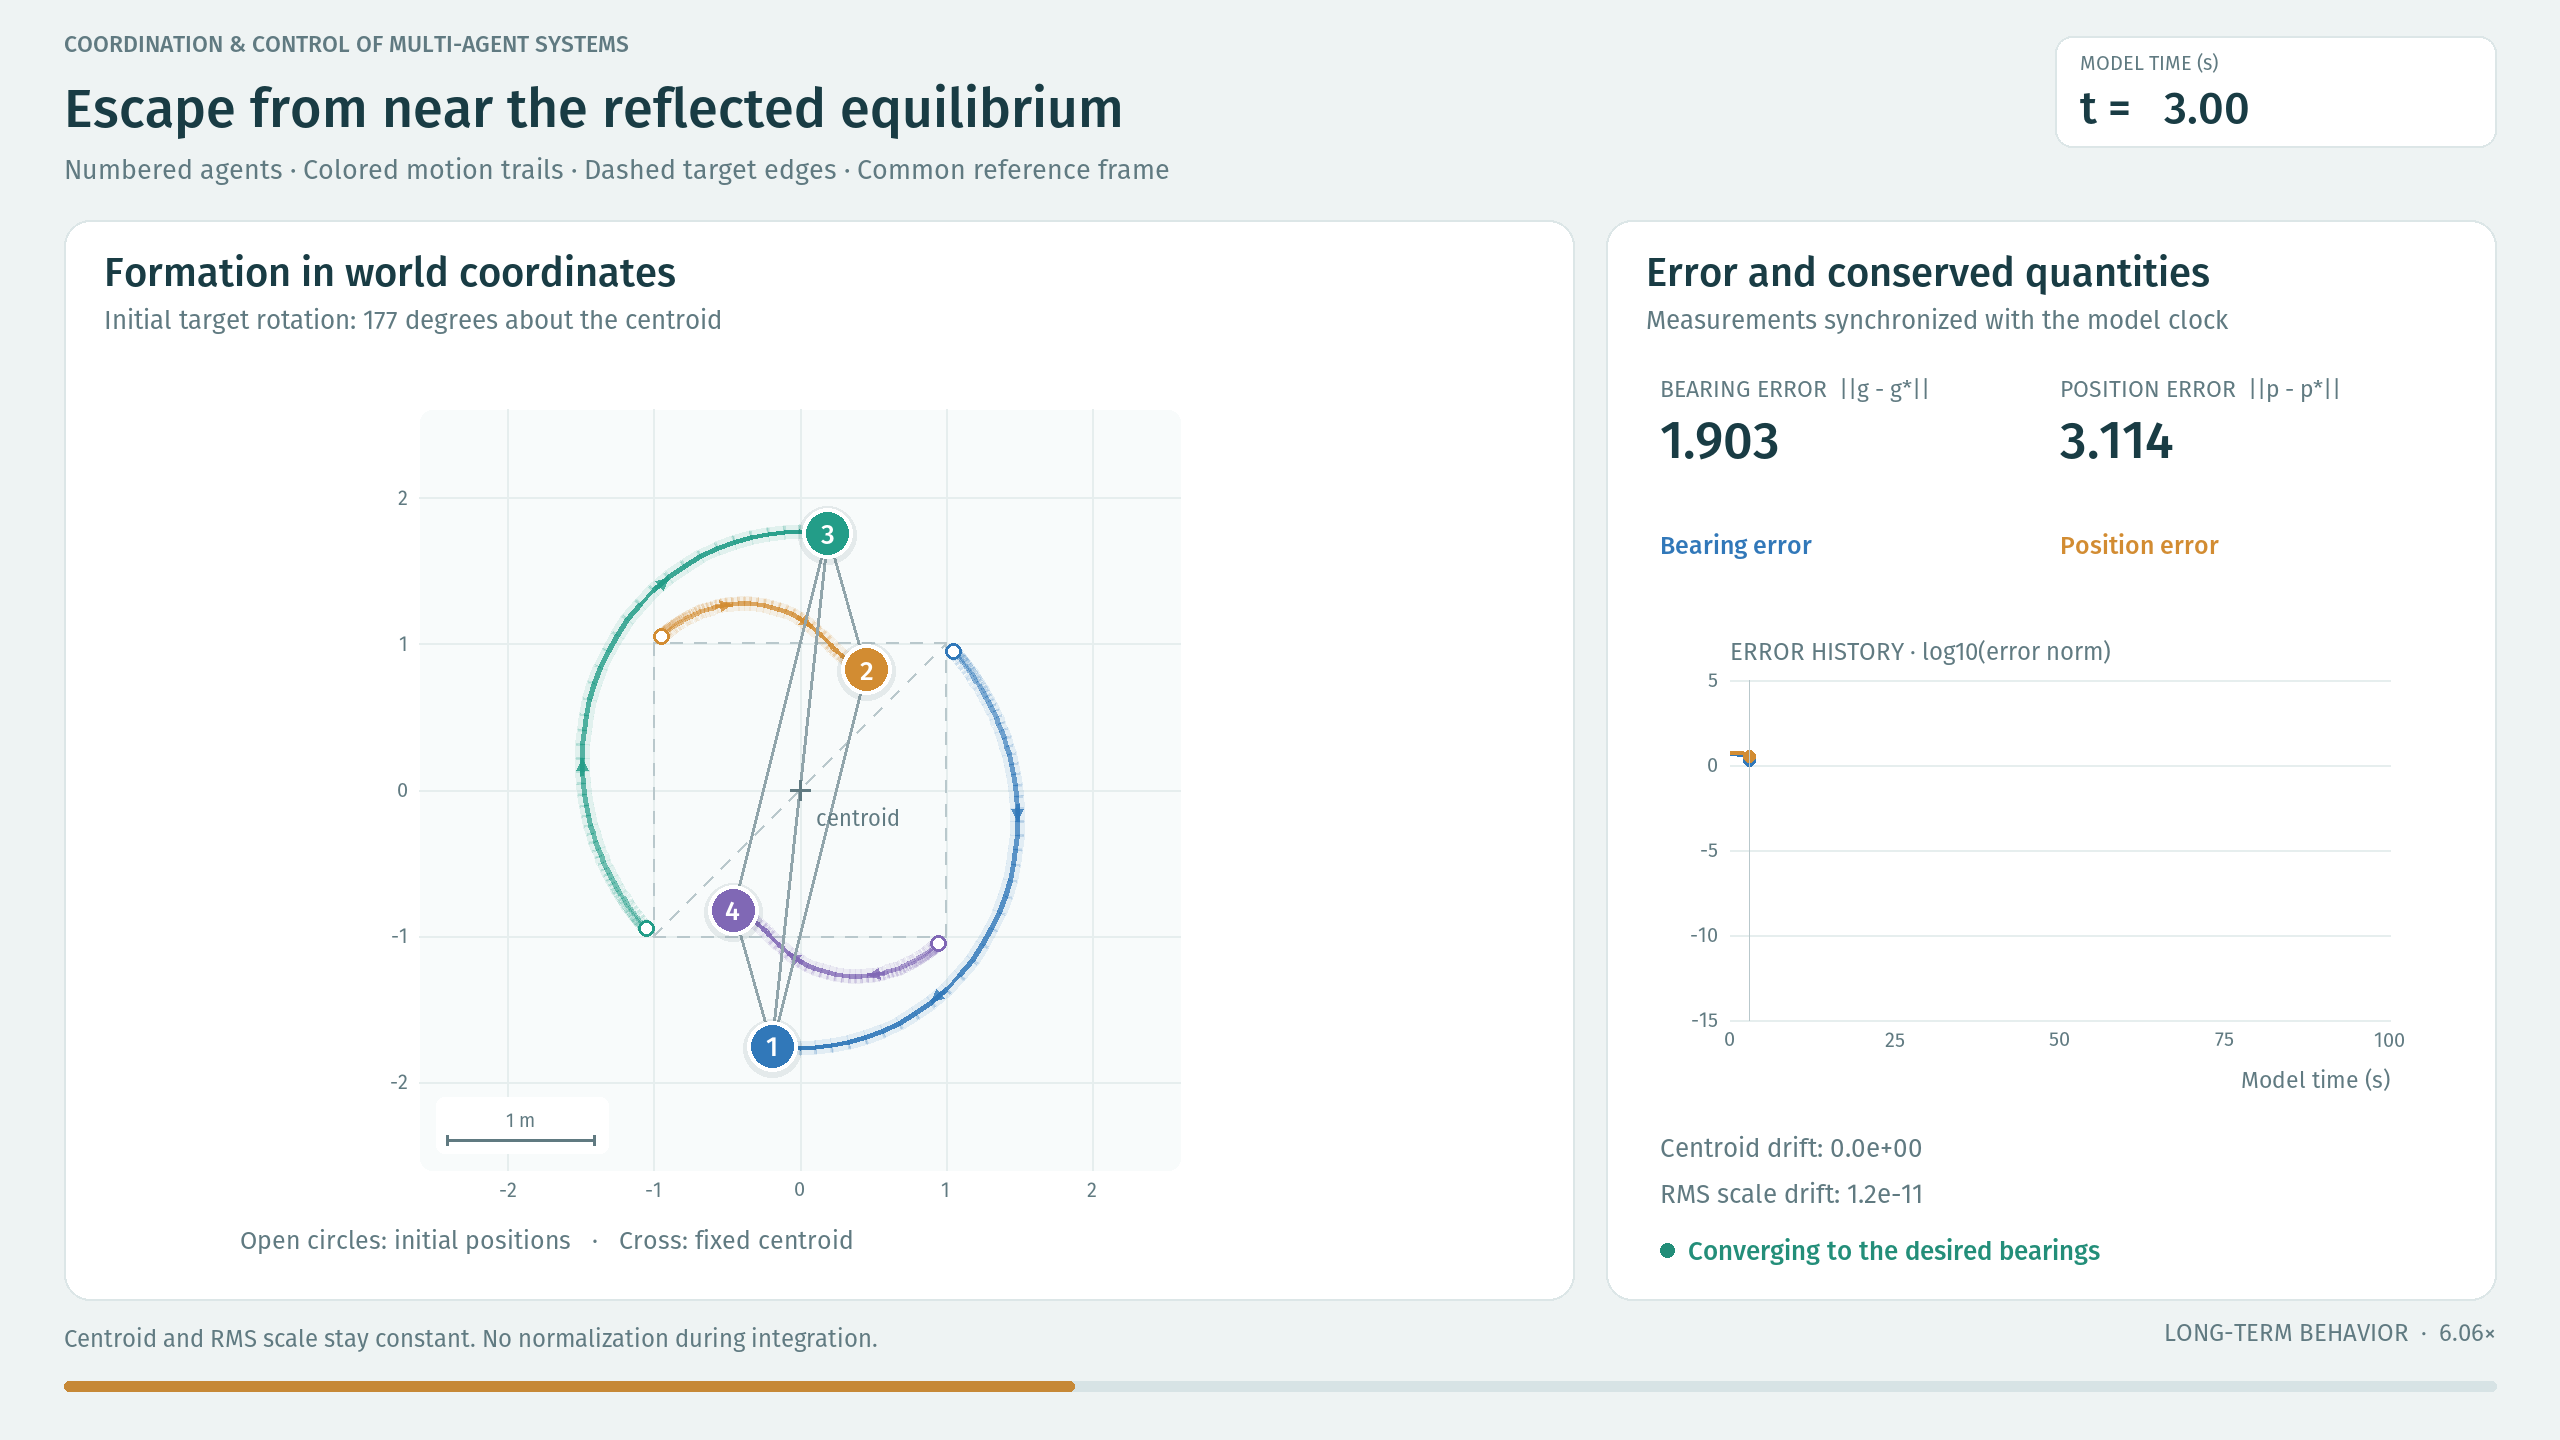 COORDINATION & CONTROL OF MULTI-AGENT SYSTEMS
Escape from near the reflected equilibrium
Numbered agents · Colored motion trails · Dashed target edges · Common reference frame
MODEL TIME (s)
t = 3.00
Formation in world coordinates
Initial target rotation: 177 degrees about the centroid
2
1
0
-1
-2
3
2
centroid
4
1
1 m
-2 -1 0 1 2
Open circles: initial positions · Cross: fixed centroid
Error and conserved quantities
Measurements synchronized with the model clock
BEARING ERROR ||g - g*|| POSITION ERROR ||p - p*||
1.903 3.114
Bearing error Position error
ERROR HISTORY · log10(error norm)
5
0
-5
-10
-15
0 25 50 75 100
Model time (s)
Centroid drift: 0.0e+00
RMS scale drift: 1.2e-11
Converging to the desired bearings
Centroid and RMS scale stay constant. No normalization during integration.
LONG-TERM BEHAVIOR · 6.06×